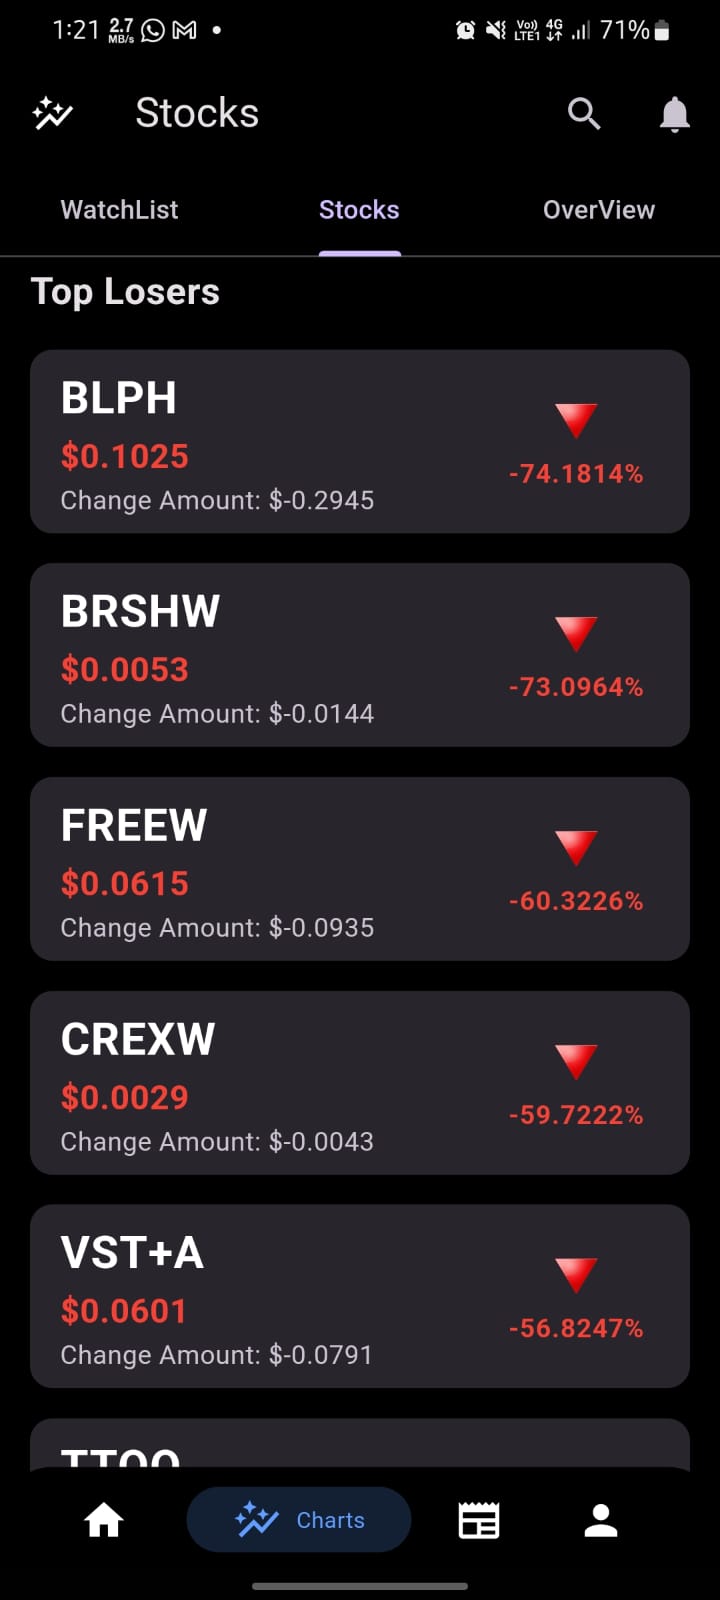 1:21 2.7 MB/s 4G 71%
Vo)) LTE1
Stocks
WatchList Stocks OverView
Top Losers
BLPH
$0.1025
-74.1814%
Change Amount: $-0.2945
BRSHW
$0.0053
-73.0964%
Change Amount: $-0.0144
FREEW
$0.0615
-60.3226%
Change Amount: $-0.0935
CREXW
$0.0029
-59.7222%
Change Amount: $-0.0043
VST+A
$0.0601
-56.8247%
Change Amount: $-0.0791
Charts